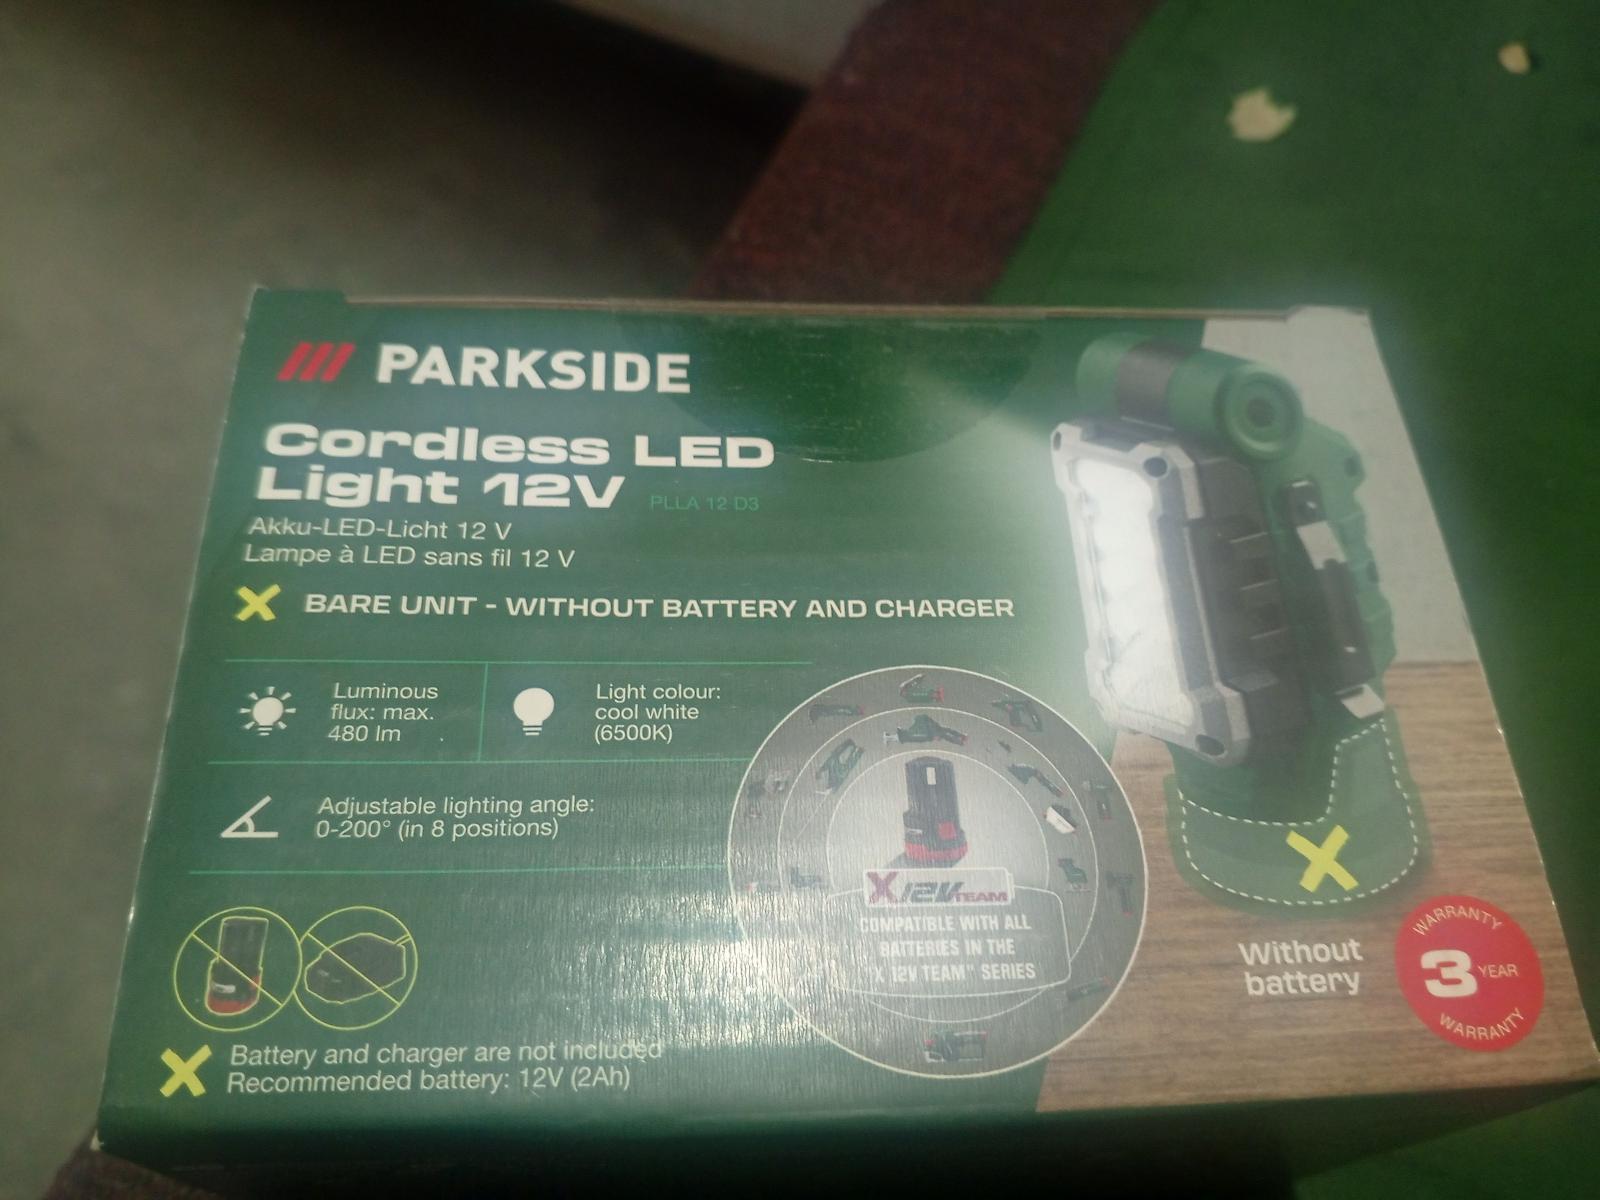 PARKSIDE
Cordless LED
Light 12V PLLA 12 D3
Akku-LED-Licht 12 V
Lampe à LED sans fil 12 V
BARE UNIT - WITHOUT BATTERY AND CHARGER
Luminous
flux: max.
480 lm
Light colour:
cool white
(6500K)
Adjustable lighting angle:
0-200° (in 8 positions)
X12V TEAM
COMPATIBLE WITH ALL
BATTERIES IN THE
"X 12V TEAM" SERIES
Without
battery
WARRANTY
3 YEAR
WARRANTY
Battery and charger are not included
Recommended battery: 12V (2Ah)